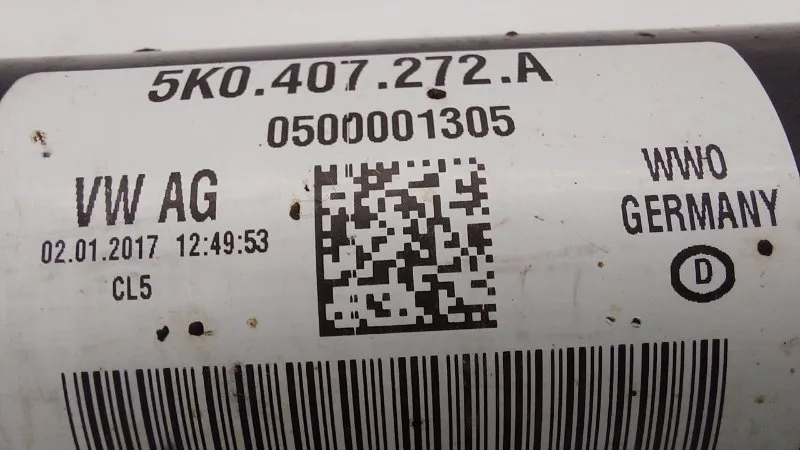 5K0.407.272.A
0500001305
VW AG
02.01.2017 12:49:53
CL5
WWO
GERMANY
D